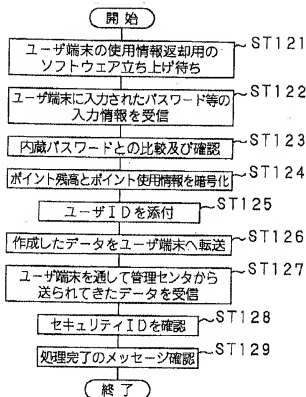 開始
ユーザ端末の使用情報返却用の
ソフトウェア立ち上げ待ち
ST121
ユーザ端末に入力されたパスワード等の
入力情報を受信
ST122
内蔵パスワードとの比較及び確認
ST123
ポイント残高とポイント使用情報を暗号化
ST124
ユーザIDを添付
ST125
作成したデータをユーザ端末へ転送
ST126
ユーザ端末を通して管理センタから
送られてきたデータを受信
ST127
セキュリティIDを確認
ST128
処理完了のメッセージ確認
ST129
終了